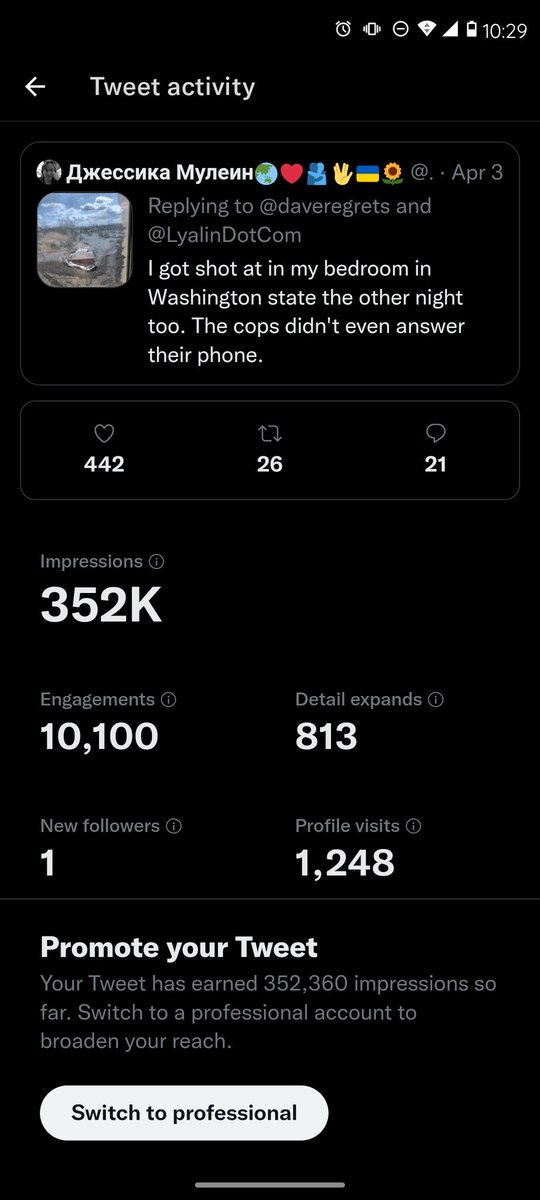 10:29
Tweet activity
Джессика Мулеин🌏❤️🫂🖖🇺🇦🌻 @. · Apr 3
Replying to @daveregrets and
@LyalinDotCom
I got shot at in my bedroom in
Washington state the other night
too. The cops didn't even answer
their phone.
442 26 21
Impressions
352K
Engagements Detail expands
10,100 813
New followers Profile visits
1 1,248
Promote your Tweet
Your Tweet has earned 352,360 impressions so
far. Switch to a professional account to
broaden your reach.
Switch to professional